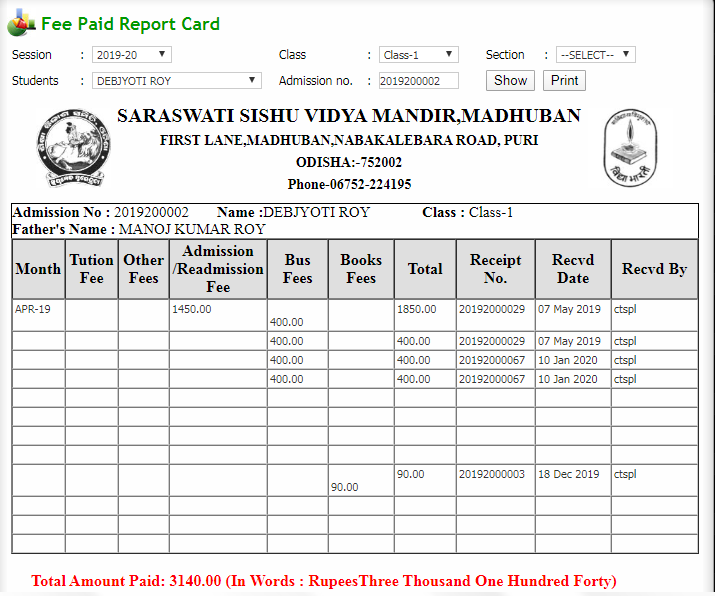 Fee Paid Report Card
Session : 2019-20 Class : Class-1 Section : --SELECT--
Students : DEBJYOTI ROY Admission no. : 2019200002 Show Print
SARASWATI SISHU VIDYA MANDIR,MADHUBAN
FIRST LANE,MADHUBAN,NABAKALEBARA ROAD, PURI
ODISHA:-752002
Phone-06752-224195
Admission No : 2019200002 Name :DEBJYOTI ROY Class : Class-1
Father's Name : MANOJ KUMAR ROY
Month Tution Fee Other Fees Admission /Readmission Fee Bus Fees Books Fees Total Receipt No. Recvd Date Recvd By
APR-19 1450.00 400.00 1850.00 20192000029 07 May 2019 ctspl
400.00 400.00 20192000029 07 May 2019 ctspl
400.00 400.00 20192000067 10 Jan 2020 ctspl
400.00 400.00 20192000067 10 Jan 2020 ctspl
90.00 90.00 20192000003 18 Dec 2019 ctspl
Total Amount Paid: 3140.00 (In Words : RupeesThree Thousand One Hundred Forty)